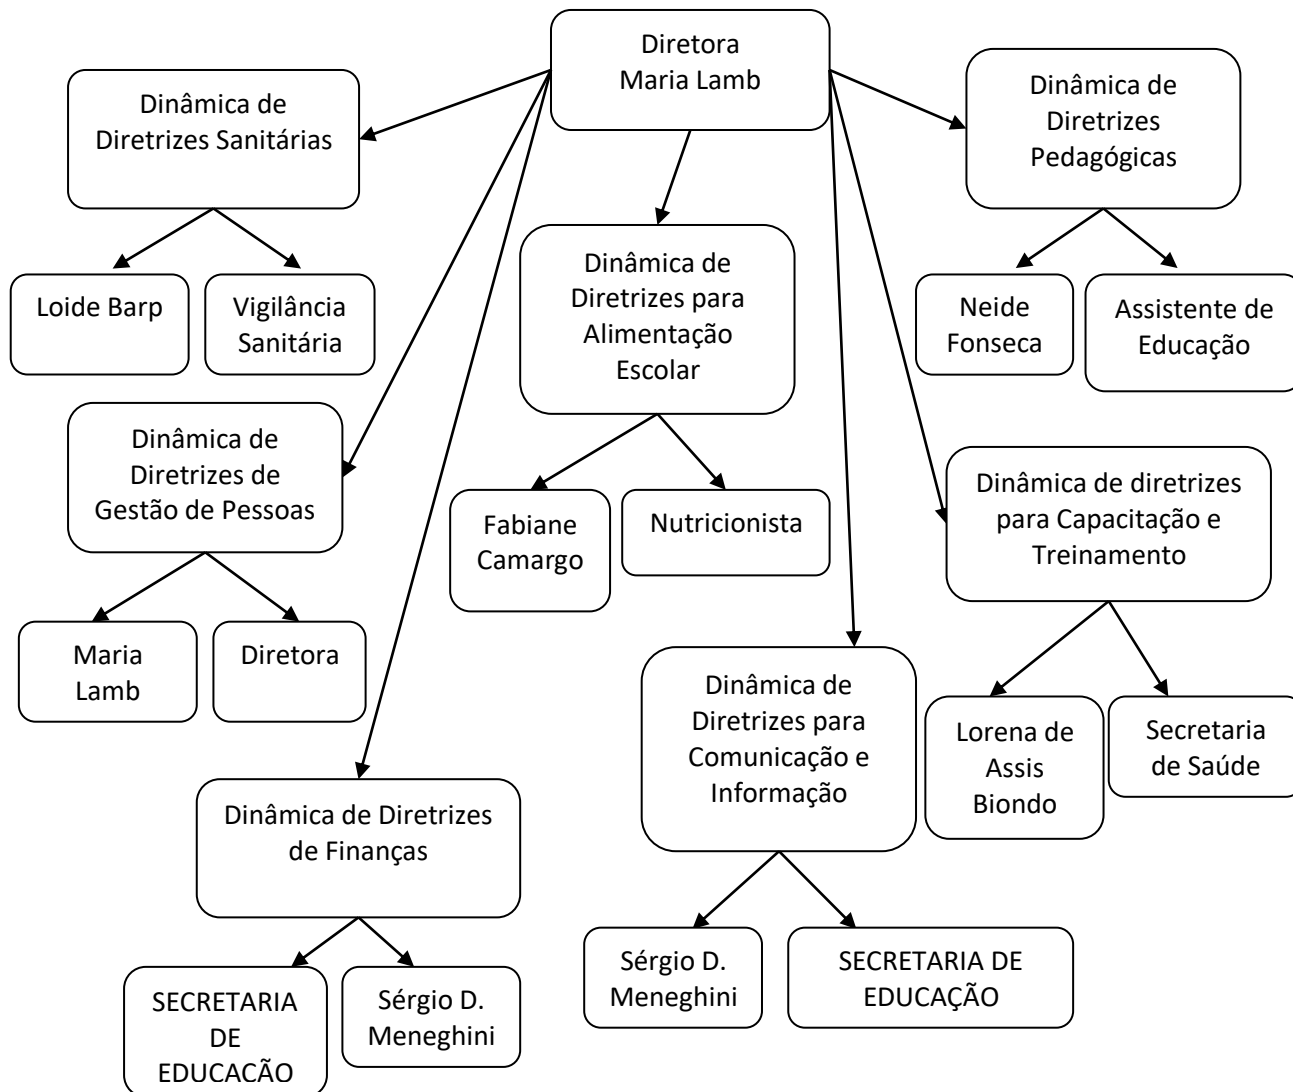 Diretora
Maria Lamb
Dinâmica de
Diretrizes Sanitárias
Dinâmica de
Diretrizes
Pedagógicas
Loide Barp
Vigilância
Sanitária
Dinâmica de
Diretrizes para
Alimentação
Escolar
Neide
Fonseca
Assistente de
Educação
Dinâmica de
Diretrizes de
Gestão de Pessoas
Fabiane
Camargo
Nutricionista
Dinâmica de diretrizes
para Capacitação e
Treinamento
Maria
Lamb
Diretora
Dinâmica de
Diretrizes para
Comunicação e
Informação
Lorena de
Assis
Biondo
Secretaria
de Saúde
Dinâmica de Diretrizes
de Finanças
SECRETARIA
DE
EDUCAÇÃO
Sérgio D.
Meneghini
Sérgio D.
Meneghini
SECRETARIA DE
EDUCAÇÃO